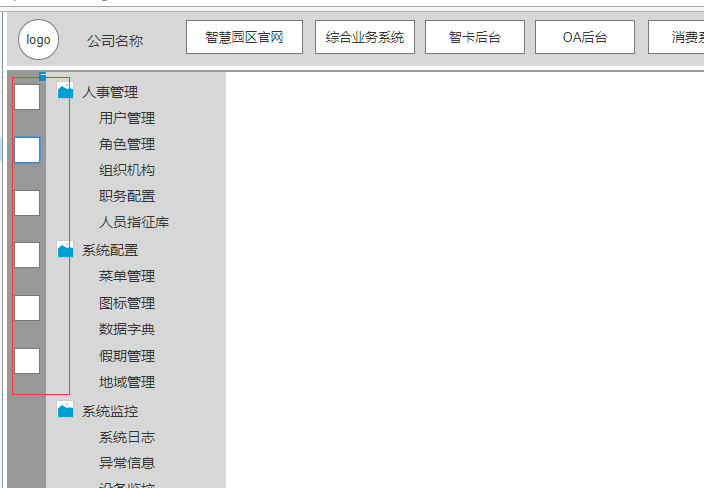 logo
公司名称
智慧园区官网
综合业务系统
智卡后台
OA后台
消费
人事管理
用户管理
角色管理
组织机构
职务配置
人员指征库
系统配置
菜单管理
图标管理
数据字典
假期管理
地域管理
系统监控
系统日志
异常信息
设备监控